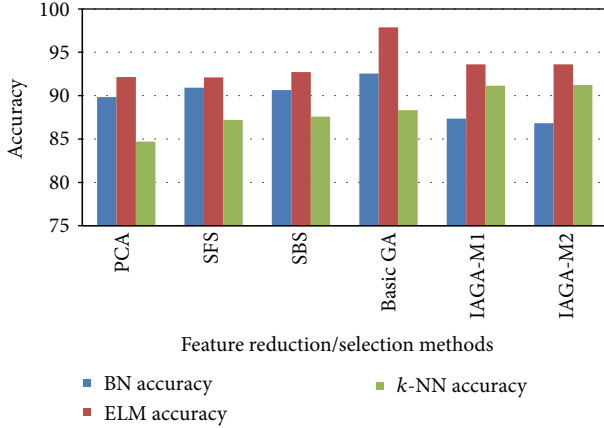 100
95
90
85
80
75
Accuracy
PCA
SFS
SBS
Basic GA
IAGA-M1
IAGA-M2
Feature reduction/selection methods
BN accuracy
k-NN accuracy
ELM accuracy